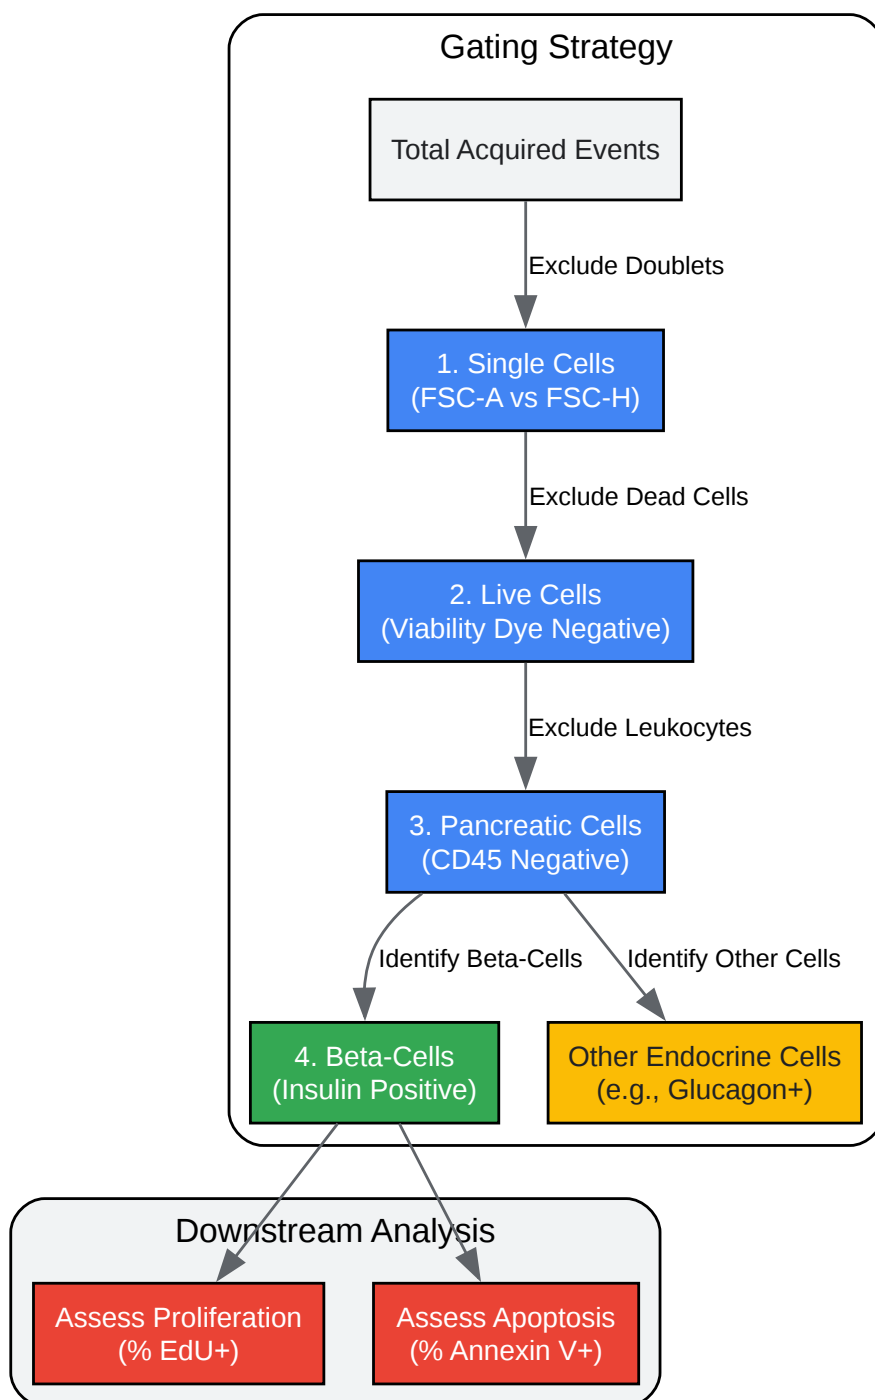 Gating Strategy
Total Acquired Events
Exclude Doublets
1. Single Cells
(FSC-A vs FSC-H)
Exclude Dead Cells
2. Live Cells
(Viability Dye Negative)
Exclude Leukocytes
3. Pancreatic Cells
(CD45 Negative)
Identify Beta-Cells
Identify Other Cells
4. Beta-Cells
(Insulin Positive)
Other Endocrine Cells
(e.g., Glucagon+)
Downstream Analysis
Assess Proliferation
(% EdU+)
Assess Apoptosis
(% Annexin V+)